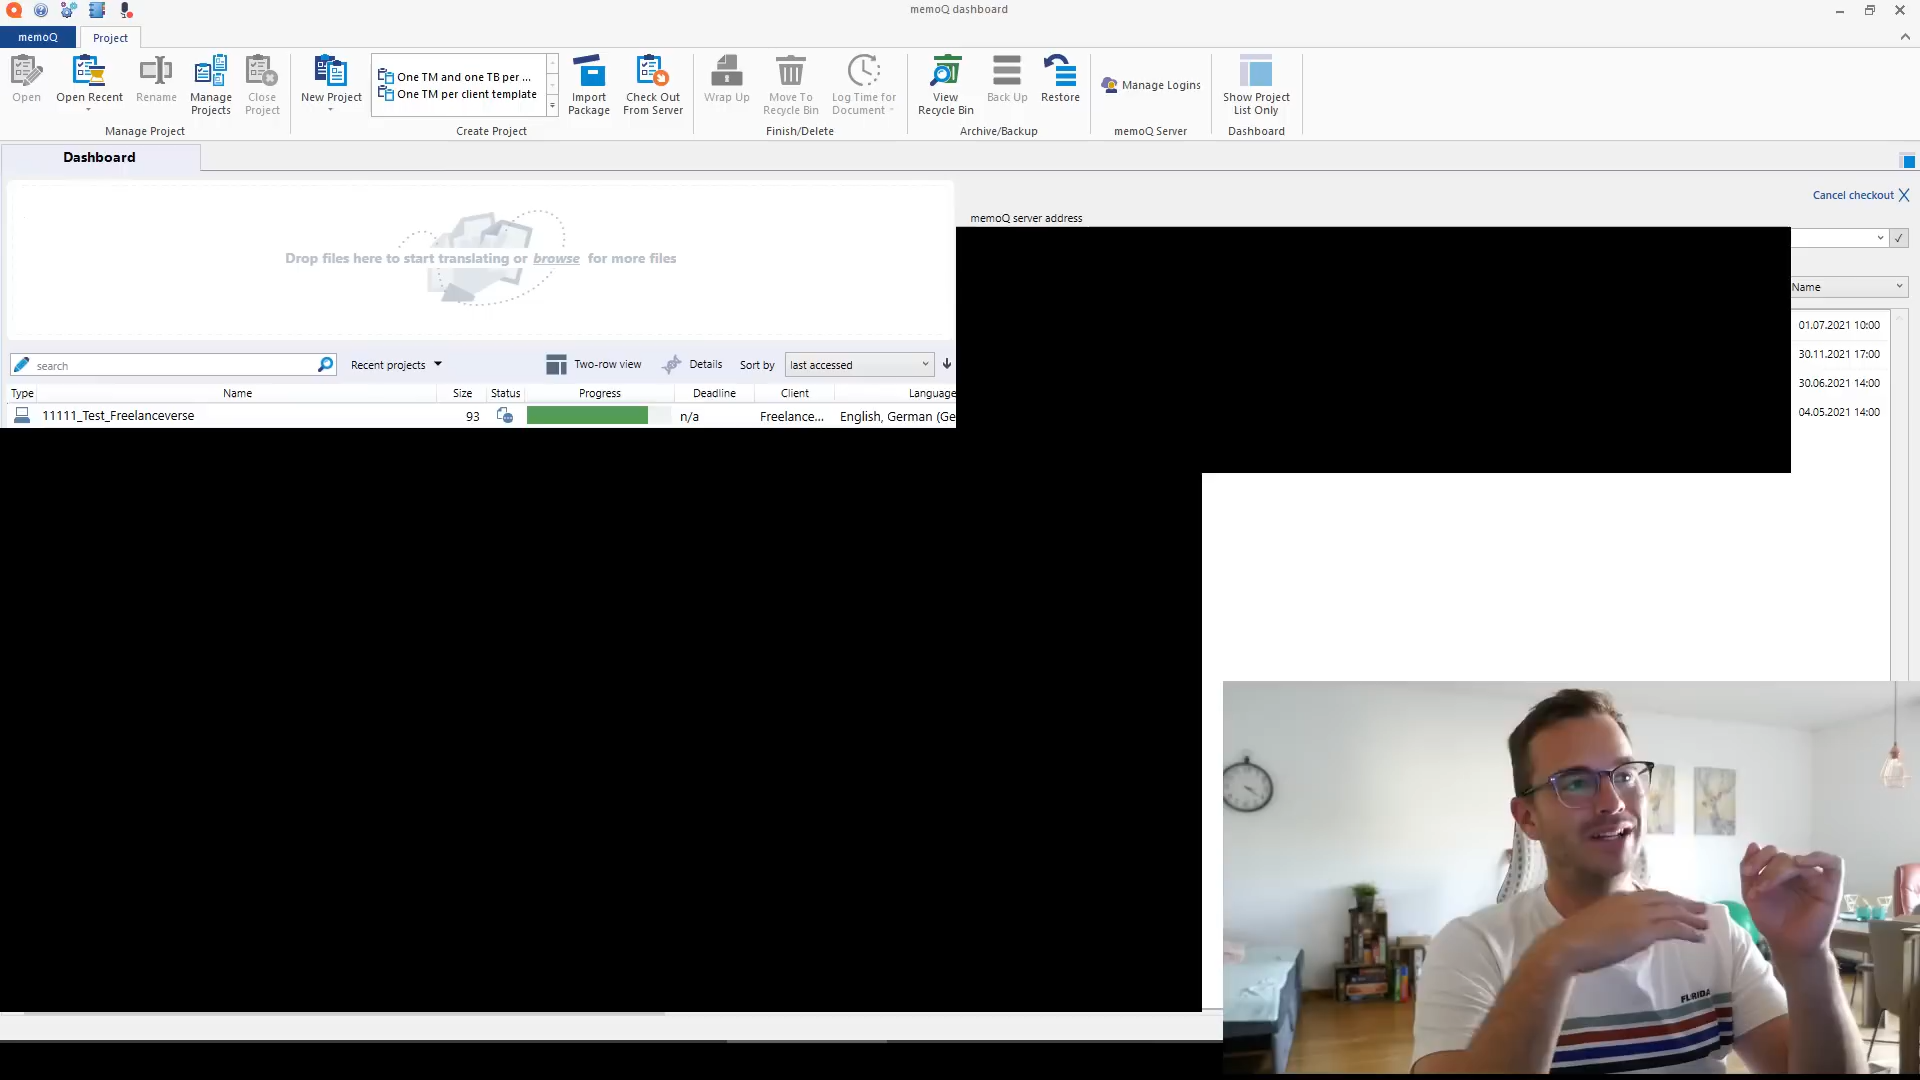 memoQ dashboard
memoQ
Project
Open
Open Recent
Rename
Manage
Projects
Close
Project
Manage Project
New Project
One TM and one TB per ...
One TM per client template
Import
Package
Check Out
From Server
Create Project
Wrap Up
Move To
Recycle Bin
Log Time for
Document
Finish/Delete
View
Recycle Bin
Back Up
Restore
Archive/Backup
Manage Logins
memoQ Server
Show Project
List Only
Dashboard
Dashboard
Cancel checkout
memoQ server address
Drop files here to start translating or browse for more files
Name
search
Recent projects
Two-row view
Details
Sort by
last accessed
Type
Name
Size
Status
Progress
Deadline
Client
Language
11111_Test_Freelanceverse
93
n/a
Freelance...
English, German (Ge
01.07.2021 10:00
30.11.2021 17:00
30.06.2021 14:00
04.05.2021 14:00
FLORIDA